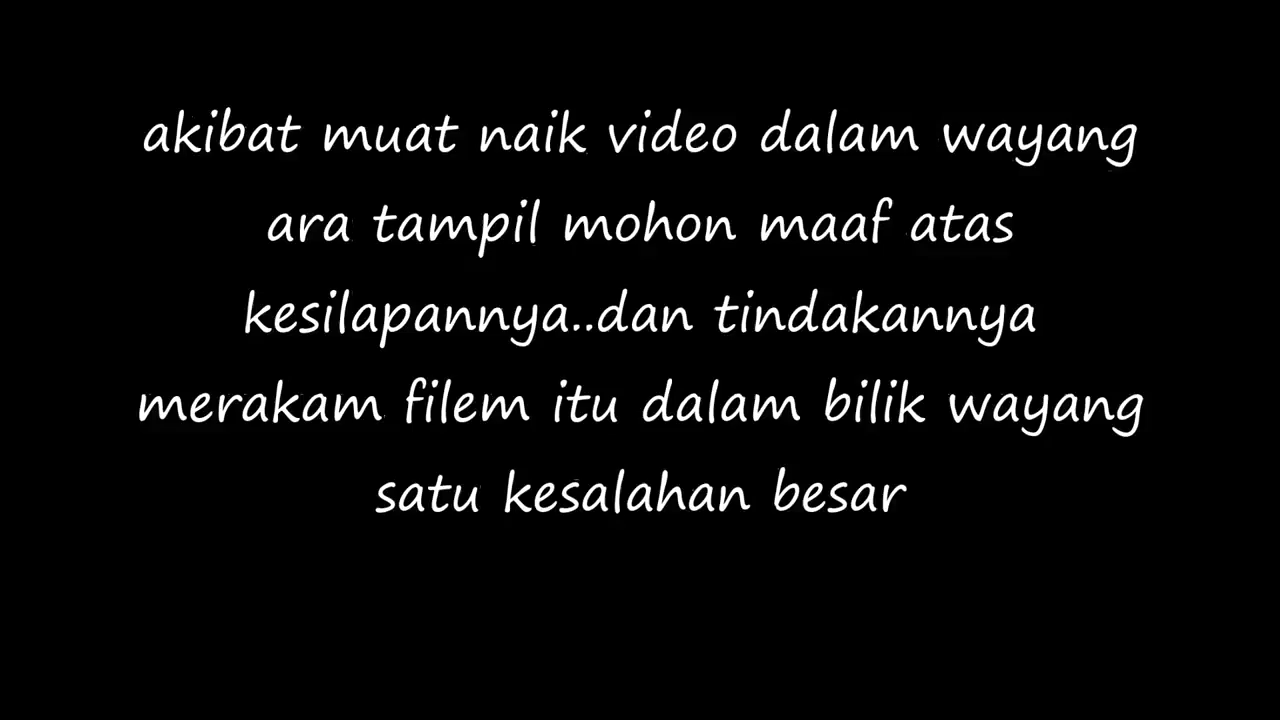 akibat muat naik video dalam wayang
ara tampil mohon maaf atas
kesilapannya..dan tindakannya
merakam filem itu dalam bilik wayang
satu kesalahan besar